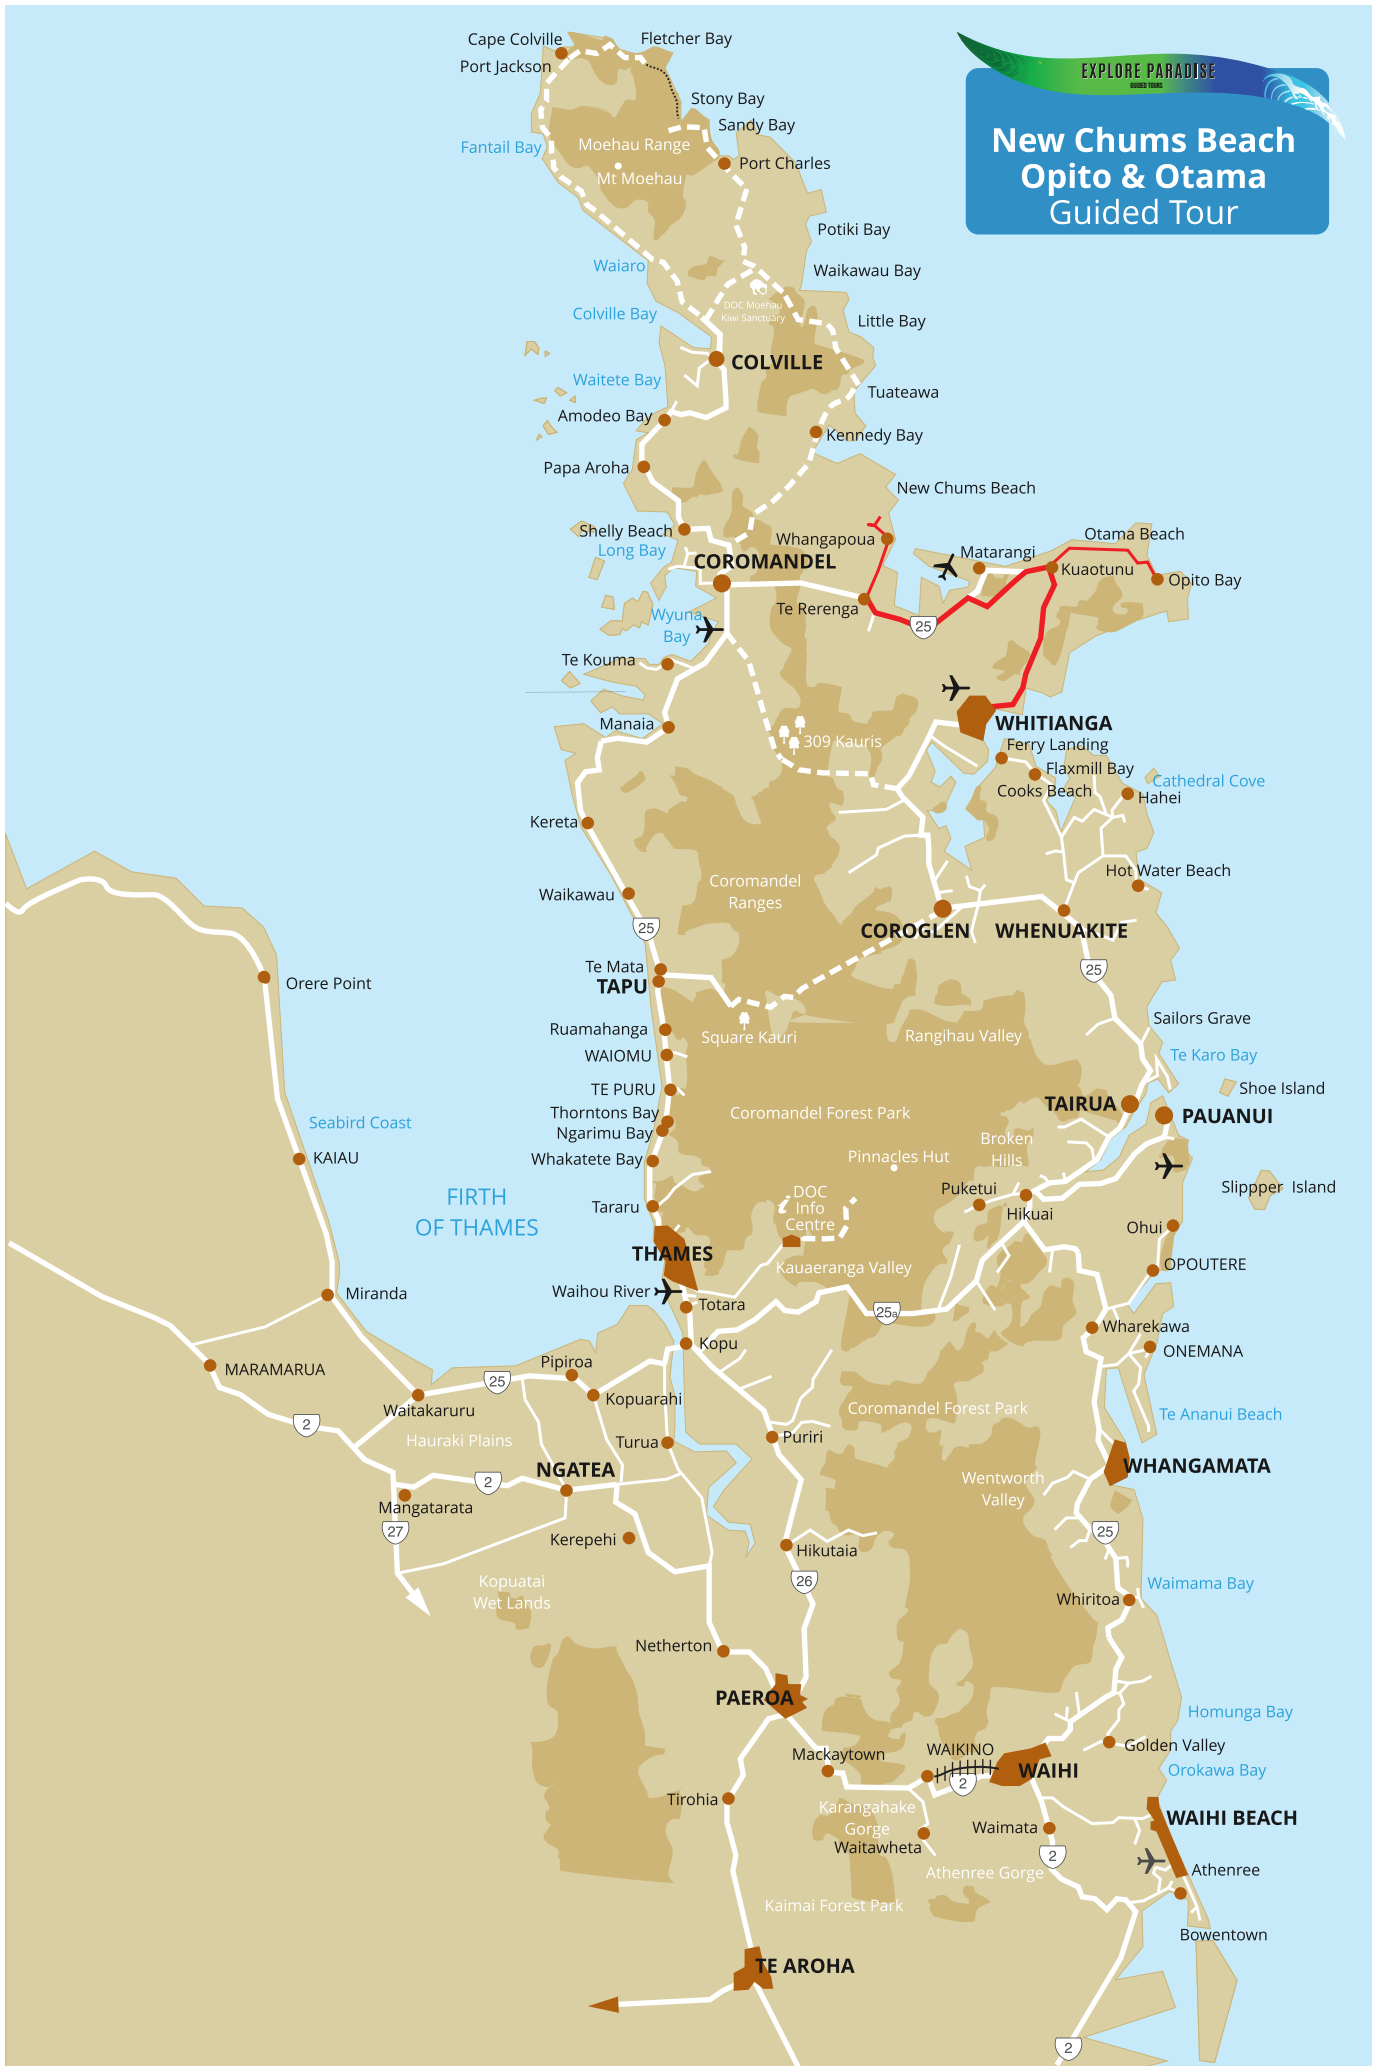 Cape Colville
Fletcher Bay
Port Jackson
EXPLORE PARADISE
GUIDED TOURS
New Chums Beach
Opito & Otama
Guided Tour
Stony Bay
Sandy Bay
Fantail Bay
Moehau Range
Port Charles
Mt Moehau
Potiki Bay
Waiaro
Waikawau Bay
DOC Moehau
Kiwi Sanctuary
Colville Bay
Little Bay
COLVILLE
Waitete Bay
Tuateawa
Amodeo Bay
Kennedy Bay
Papa Aroha
New Chums Beach
Shelly Beach
Whangapoua
Otama Beach
Long Bay
Matarangi
COROMANDEL
Kuaotunu
Opito Bay
Te Rerenga
Wyuna
Bay
25
Te Kouma
Manaia
WHITIANGA
309 Kauris
Ferry Landing
Flaxmill Bay
Cathedral Cove
Cooks Beach
Hahei
Kereta
Hot Water Beach
Coromandel
Ranges
Waikawau
25
COROGLEN
WHENUAKITE
Te Mata
25
TAPU
Orere Point
Sailors Grave
Ruamahanga
Square Kauri
Rangihau Valley
WAIOMU
Te Karo Bay
TE PURU
Shoe Island
TAIRUA
Thorntons Bay
Coromandel Forest Park
PAUANUI
Seabird Coast
Ngarimu Bay
Broken
Hills
KAIAU
Whakatete Bay
Pinnacles Hut
Puketui
Slippper Island
FIRTH
OF THAMES
DOC
Info
Centre
Tararu
Hikuai
Ohui
THAMES
Kauaeranga Valley
OPOUTERE
Waihou River
Miranda
Totara
25a
Wharekawa
Kopu
ONEMANA
Pipiroa
MARAMARUA
25
Kopuarahi
Waitakaruru
Coromandel Forest Park
Te Ananui Beach
2
Hauraki Plains
Turua
Puriri
NGATEA
WHANGAMATA
2
Wentworth
Valley
Mangatarata
27
25
Kerepehi
Hikutaia
Kopuatai
Wet Lands
26
Waimama Bay
Whiritoa
Netherton
PAEROA
Homunga Bay
Mackaytown
WAIKINO
Golden Valley
WAIHI
Orokawa Bay
2
Tirohia
Karangahake
Gorge
WAIHI BEACH
Waimata
Waitawheta
2
Athenree
Athenree Gorge
Kaimai Forest Park
Bowentown
TE AROHA
2